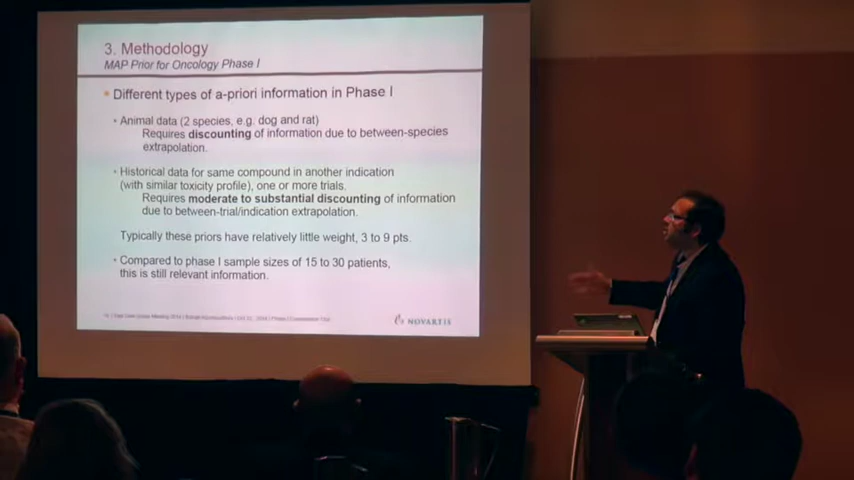 3. Methodology
MAP Prior for Oncology Phase I
Different types of a-priori information in Phase I
Animal data (2 species, e.g. dog and rat)
Requires discounting of information due to between-species
extrapolation.
Historical data for same compound in another indication
(with similar toxicity profile), one or more trials.
Requires moderate to substantial discounting of information
due to between-trial/indication extrapolation.
Typically these priors have relatively little weight, 3 to 9 pts.
Compared to phase I sample sizes of 15 to 30 patients,
this is still relevant information.
NOVARTIS